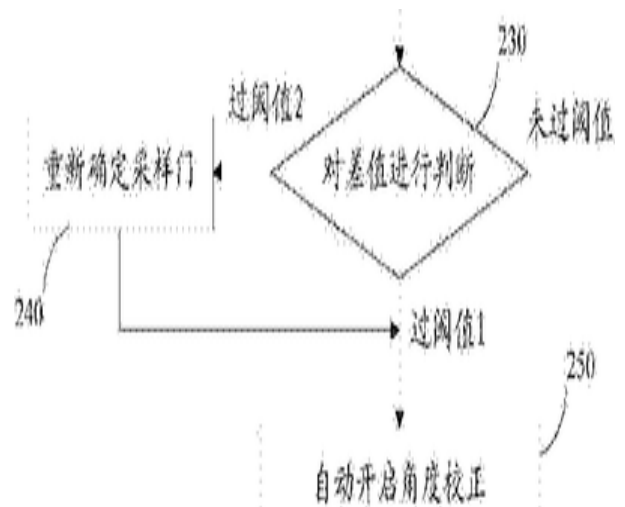 230
过阈值2
未过阈值
重新确定采样门
对差值进行判断
240
过阈值1
250
自动开启角度校正